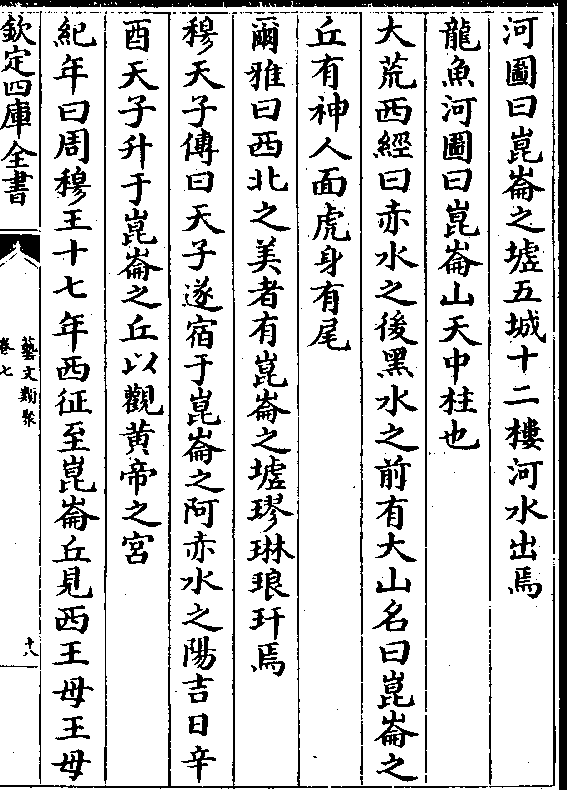 河圖曰崑崙之墟五城十二樓河水出焉
龍魚河圖曰崑崙山天中柱也
大荒西經曰赤水之後黑水之前有大山名曰崑崙之
丘有神人面虎身有尾
爾雅曰西北之美者有崑崙之墟璆琳琅玕焉
穆天子傳曰天子遂宿于崑崙之阿赤水之陽吉日辛
酉天子升于崑崙之丘以觀黄帝之宮
紀年曰周穆王十七年西征至崑崙丘見西王母王母
欽定四庫全書
藝文類聚
卷七
十八